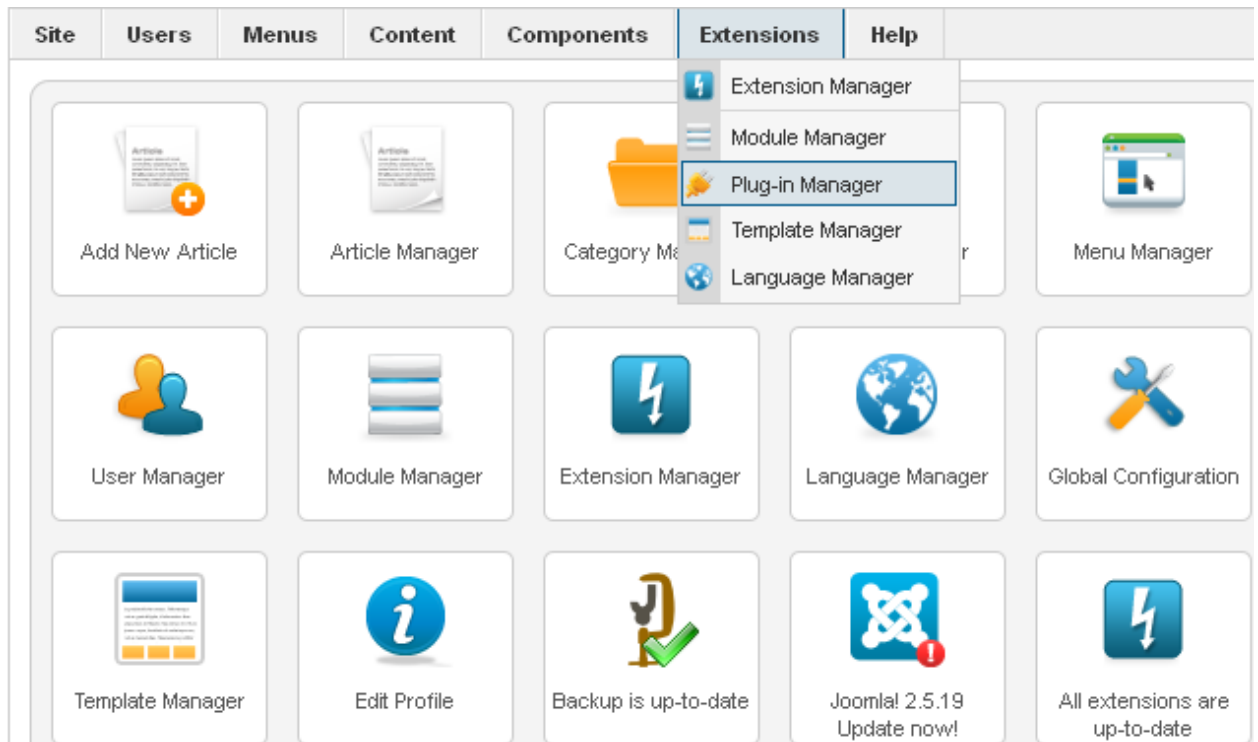 Site Users Menus Content Components Extensions Help
Extension Manager
Module Manager
Plug-in Manager
Template Manager
Language Manager
Article
Article
Add New Article Article Manager Category Ma r Menu Manager
User Manager Module Manager Extension Manager Language Manager Global Configuration
Template Manager Edit Profile Backup is up-to-date Joomla! 2.5.19 All extensions are
Update now! up-to-date